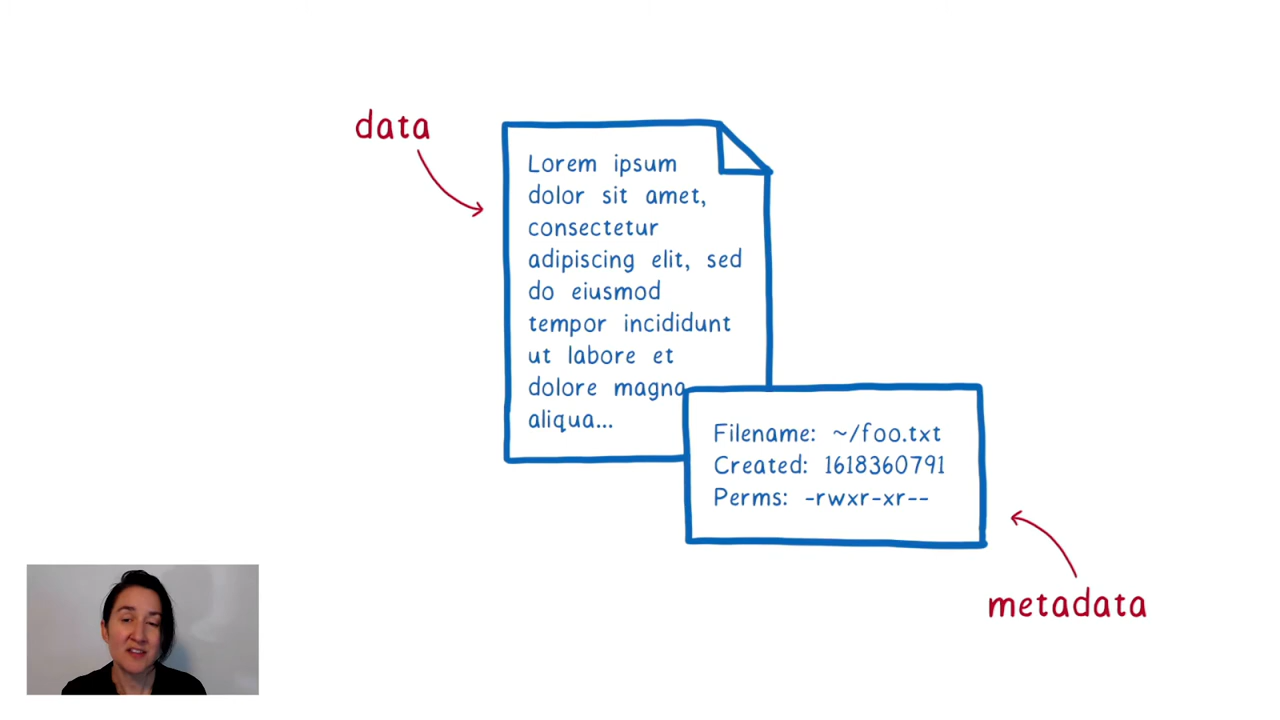 data
Lorem ipsum
dolor sit amet,
consectetur
adipiscing elit, sed
do eiusmod
tempor incididunt
ut labore et
dolore magna
aliqua...
Filename: ~/foo.txt
Created: 1618360791
Perms: -rwxr-xr--
metadata